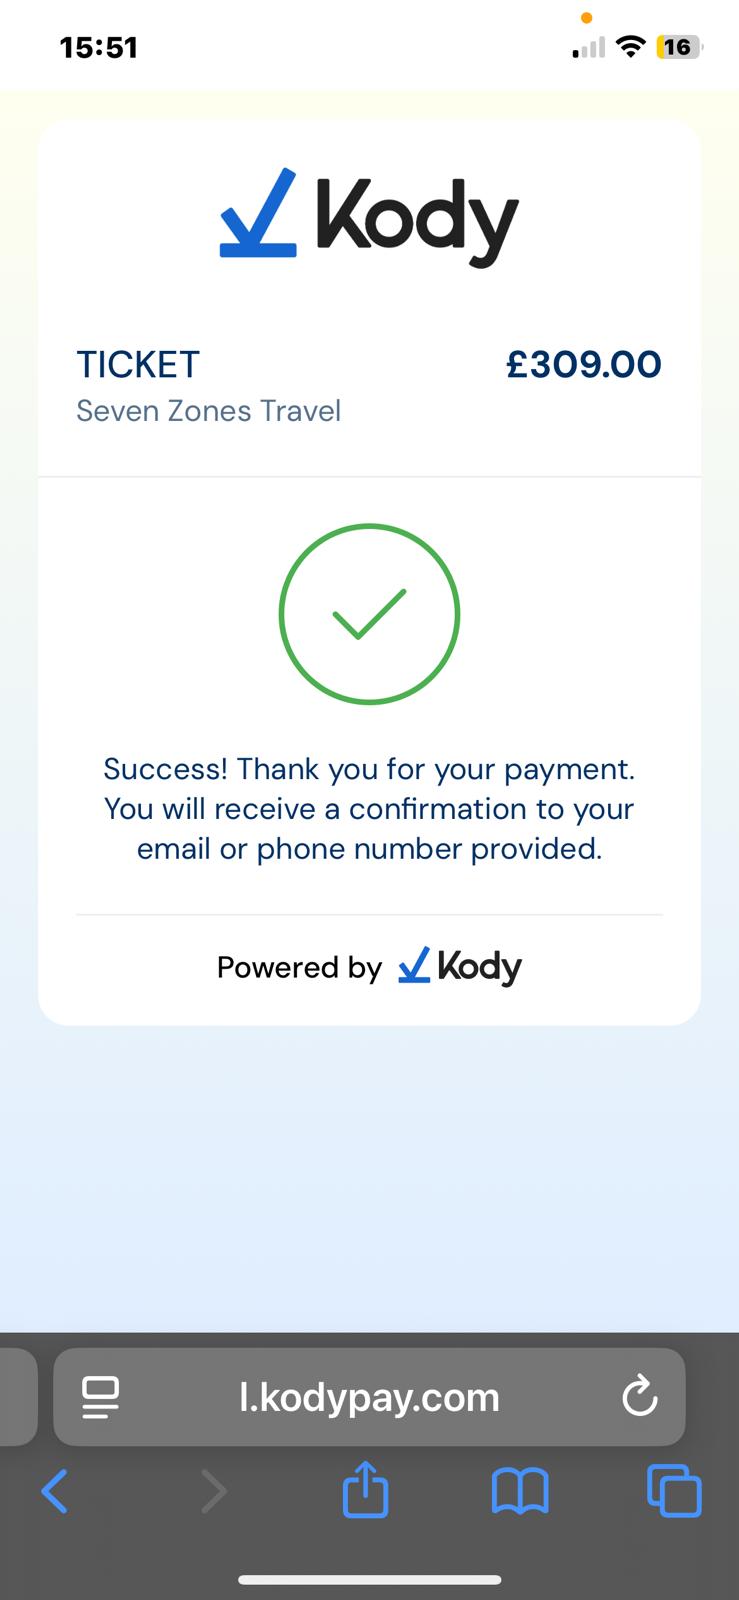 15:51
16
Kody
TICKET £309.00
Seven Zones Travel
Success! Thank you for your payment.
You will receive a confirmation to your
email or phone number provided.
Powered by Kody
l.kodypay.com